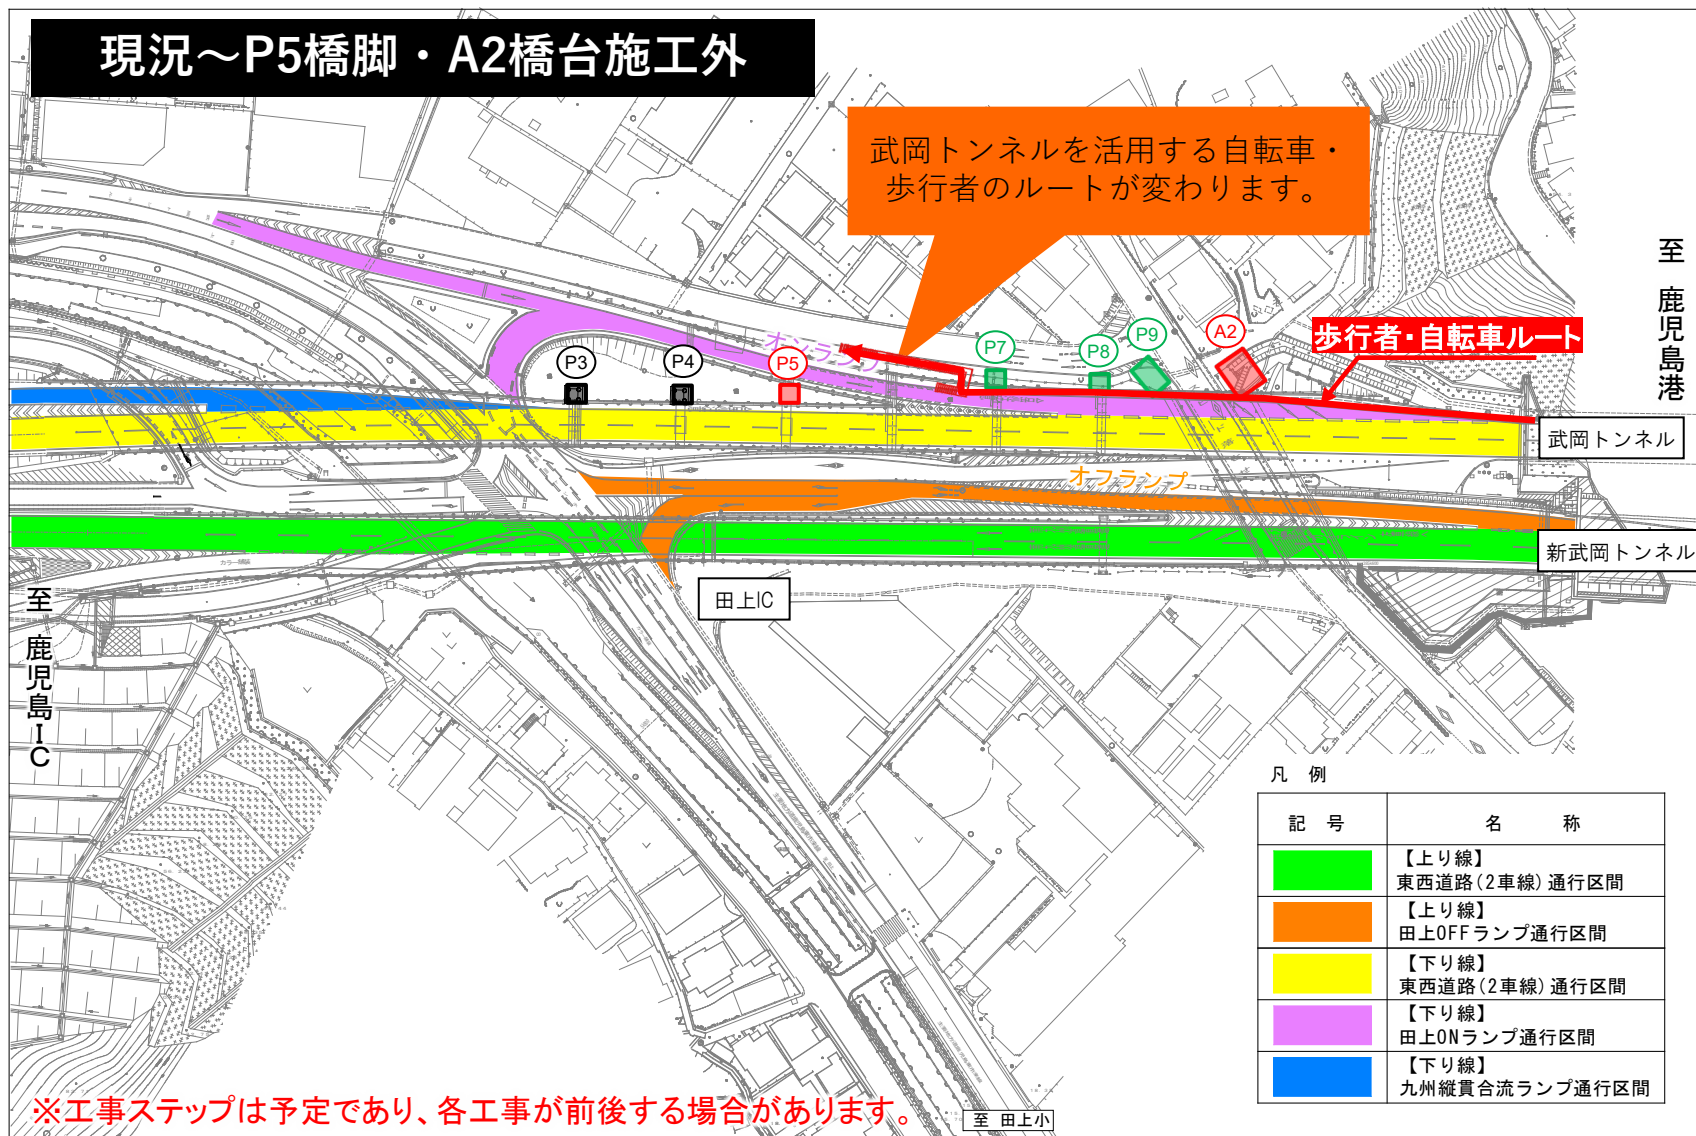 現況～P5橋脚・A2橋台施工外
武岡トンネルを活用する自転車・
歩行者のルートが変わります。
至 鹿児島港
歩行者・自転車ルート
オンランプ
P3
P4
P5
P7
P8
P9
A2
武岡トンネル
オフランプ
新武岡トンネル
田上IC
至 鹿児島IC
凡 例
記 号 名 称
【上り線】
東西道路(2車線)通行区間
【上り線】
田上OFFランプ通行区間
【下り線】
東西道路(2車線)通行区間
【下り線】
田上ONランプ通行区間
【下り線】
九州縦貫合流ランプ通行区間
※工事ステップは予定であり、各工事が前後する場合があります。
至 田上小